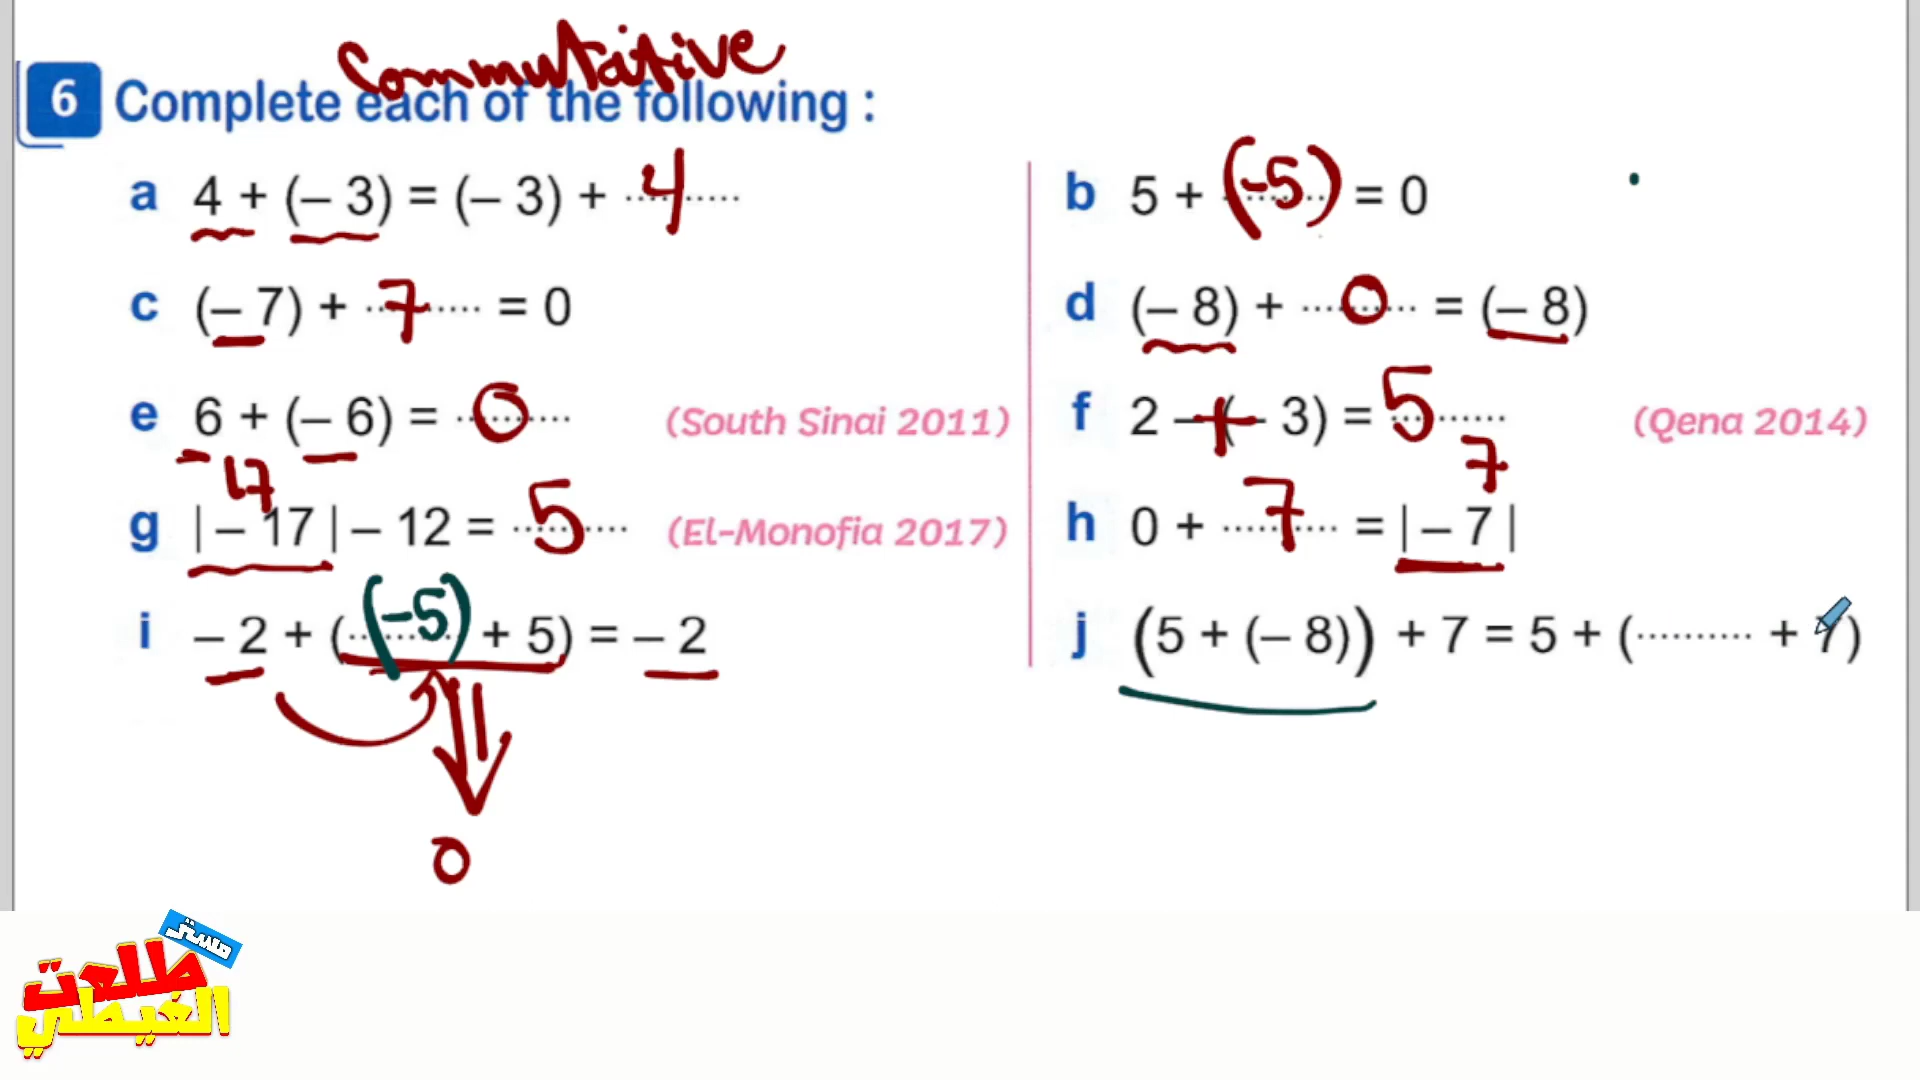 commutative
6 Complete each of the following :
a 4 + (– 3) = (– 3) + ..........4
b 5 + (-5) = 0
c (– 7) + ..........7 = 0
d (– 8) + ..........0 = (– 8)
e 6 + (– 6) = ..........0 (South Sinai 2011)
f 2 – (– 3) = ..........5 (Qena 2014)
17
7
g |– 17 | – 12 = ..........5 (El-Monofia 2017)
h 0 + ..........7 = |– 7 |
i – 2 + ((-5) + 5) = – 2
j (5 + (– 8)) + 7 = 5 + (.......... + 7)
0
مستر
طلعت
الغيطي